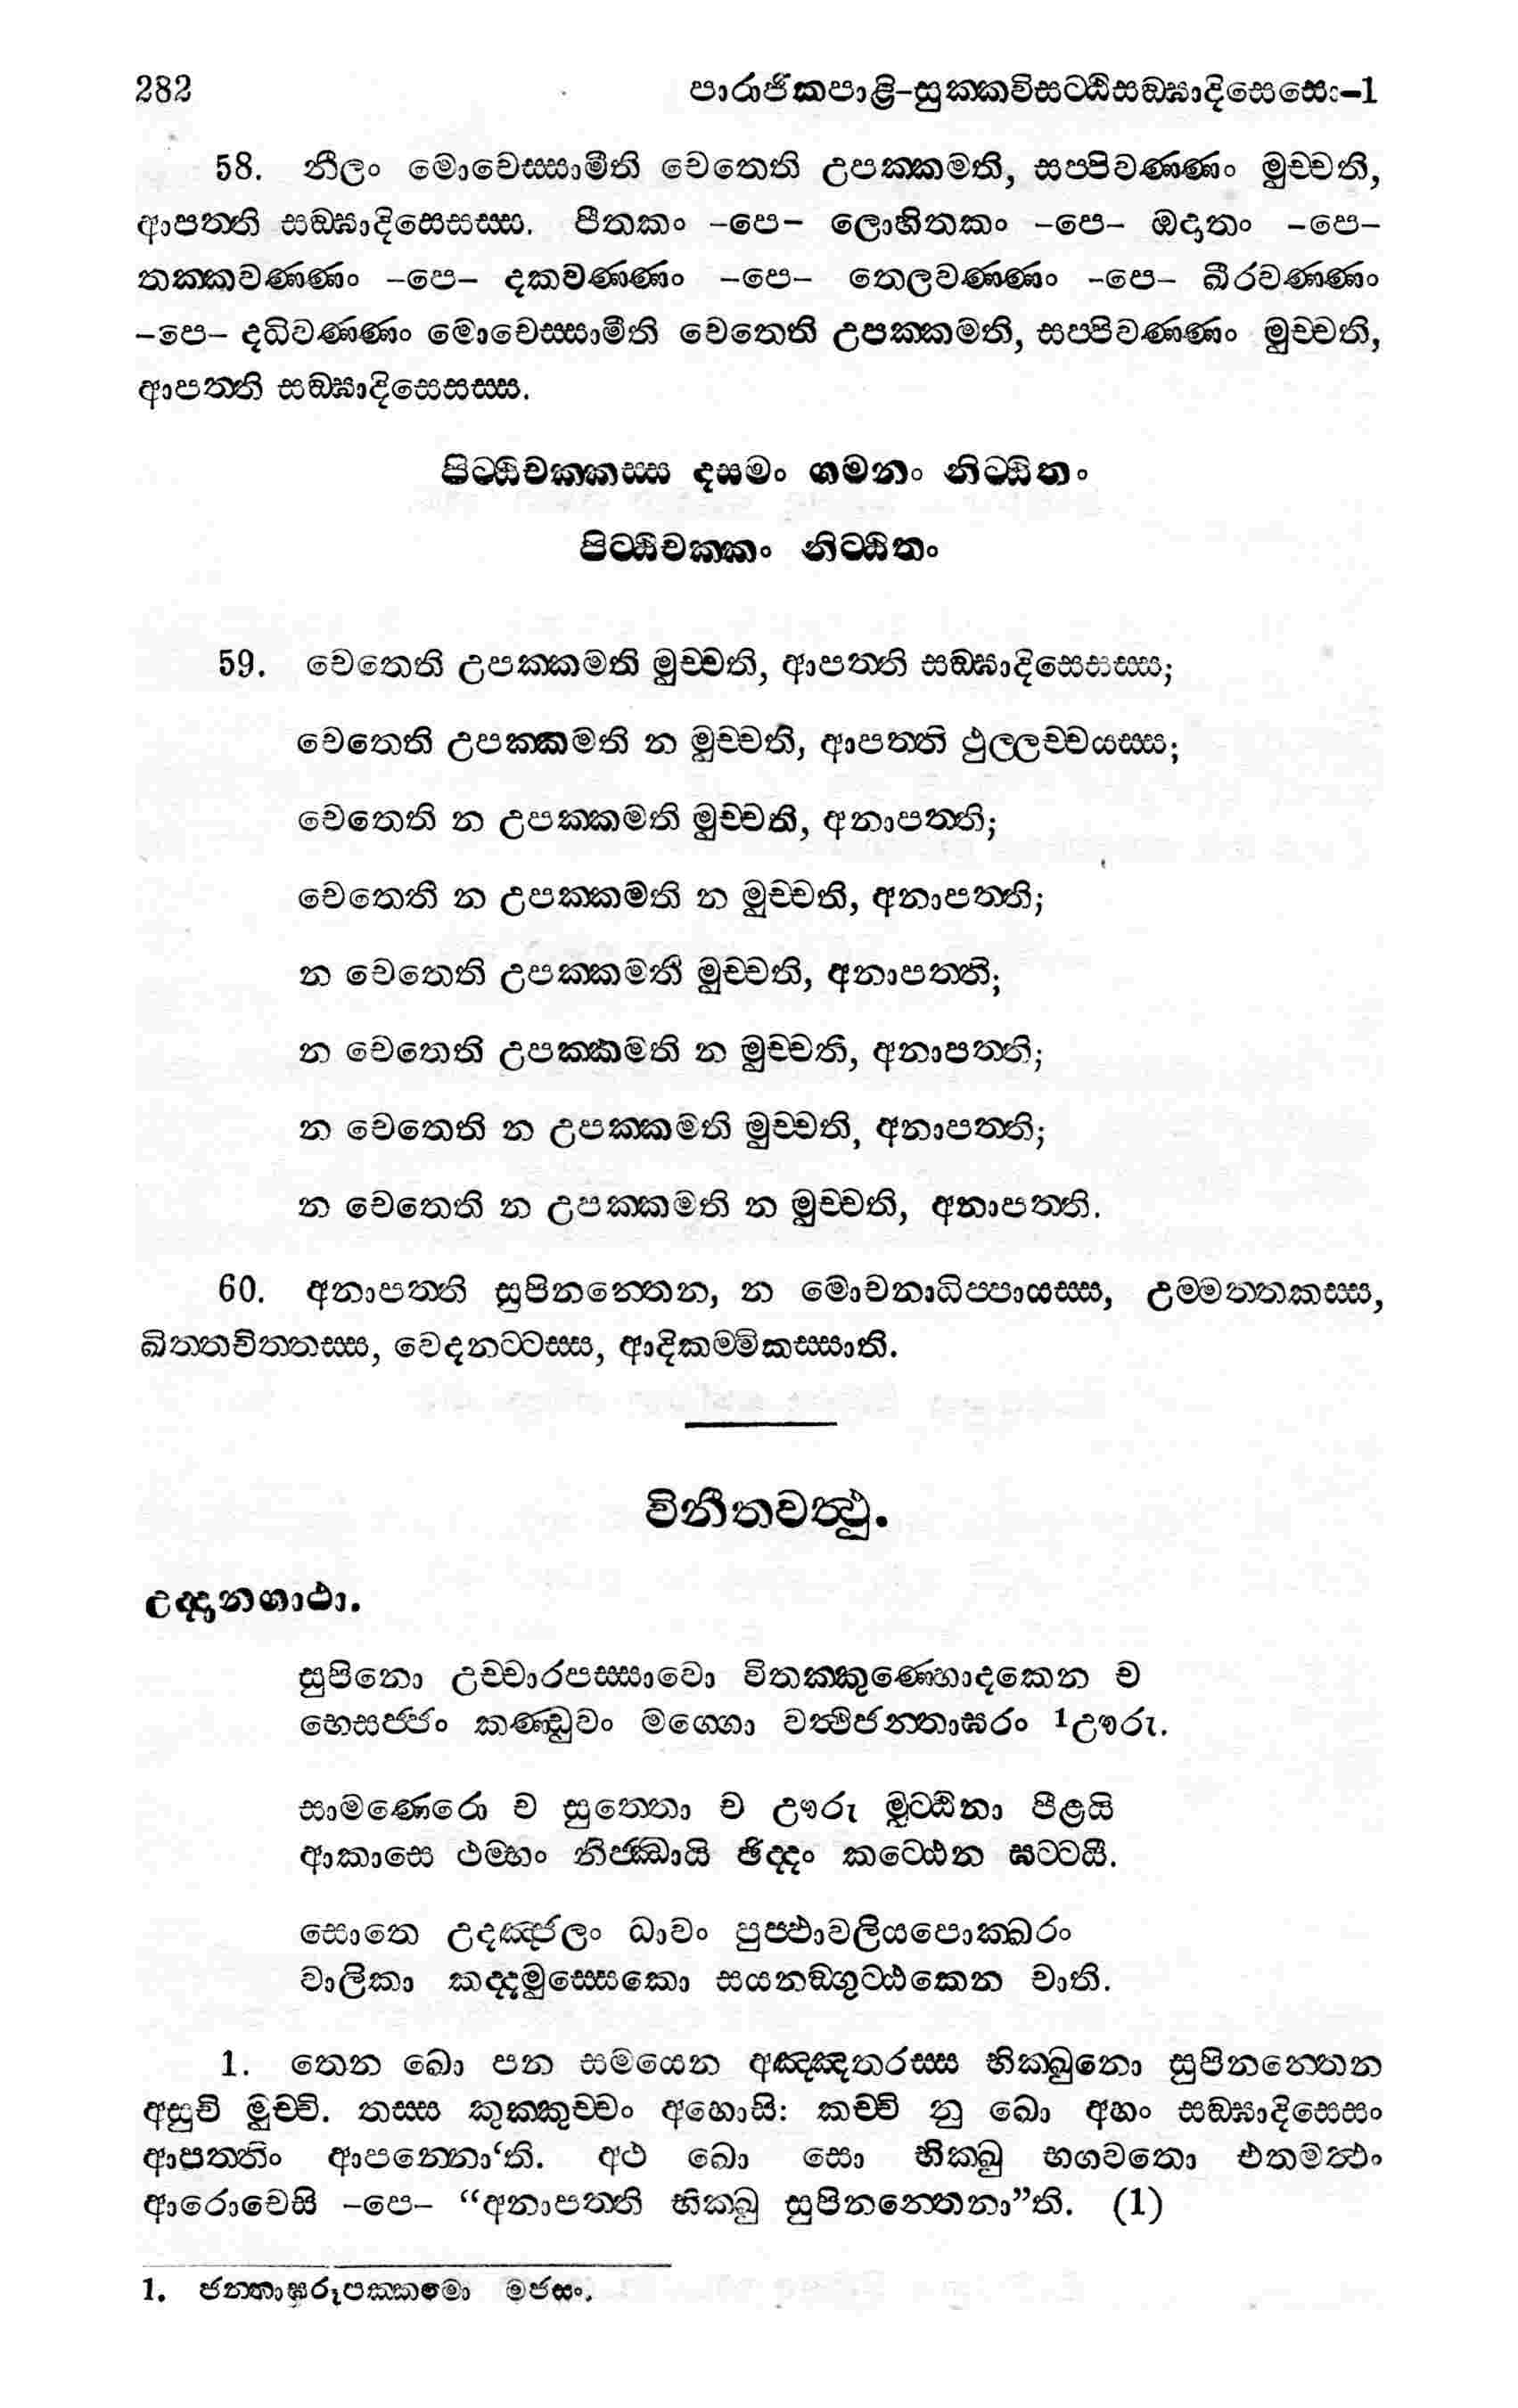 282 පාරාජිකපාළි-සුක්කවිසට්ඨිසඞ්ඝාදිසෙසො-1
58. නීලං මොචෙස්සාමීති චෙතෙති උපක්කමති, සප්පිවණ්ණං මුච්චති,
ආපත්ති සඞ්ඝාදිසෙසස්ස. පීතකං -පෙ- ලොහිතකං -පෙ- ඔදාතං -පෙ-
තක්කවණ්ණං -පෙ- දකවණ්ණං -පෙ- තෙලවණ්ණං -පෙ- ඛීරවණ්ණං
-පෙ- දධිවණ්ණං මොචෙස්සාමීති චෙතෙති උපක්කමති, සප්පිවණ්ණං මුච්චති,
ආපත්ති සඞ්ඝාදිසෙසස්ස.
පිට්ඨිචක්කස්ස දසමං ගමනං නිට්ඨිතං
පිට්ඨිචක්කං නිට්ඨිතං
59. චෙතෙති උපක්කමති මුච්චති, ආපත්ති සඞ්ඝාදිසෙසස්ස;
චෙතෙති උපක්කමති න මුච්චති, ආපත්ති ථුල්ලච්චයස්ස;
චෙතෙති න උපක්කමති මුච්චති, අනාපත්ති;
චෙතෙති න උපක්කමති න මුච්චති, අනාපත්ති;
න චෙතෙති උපක්කමති මුච්චති, අනාපත්ති;
න චෙතෙති උපක්කමති න මුච්චති, අනාපත්ති;
න චෙතෙති න උපක්කමති මුච්චති, අනාපත්ති;
න චෙතෙති න උපක්කමති න මුච්චති, අනාපත්ති.
60. අනාපත්ති සුපිනන්තෙන, න මොචනාධිප්පායස්ස, උම්මත්තකස්ස,
ඛිත්තචිත්තස්ස, වෙදනට්ටස්ස, ආදිකම්මිකස්සාති.
විනීතවත්ථු.
උද්දානගාථා.
සුපිනො උච්චාරපස්සාවො විතක්කුණ්හොදකෙන ච
භෙසජ්ජං කණ්ඩුවං මග්ගො වත්ථිජන්තාඝරං ¹ඌරු.
සාමණෙරො ච සුත්තො ච ඌරු මුට්ඨිනා පීළයි
ආකාසෙ ථම්භං නිජ්ඣායි ඡිද්දං කට්ඨෙන ඝට්ටයී.
සොතෙ උදඤ්ජලං ධාවං පුප්ඵාවලියපොක්ඛරං
වාලිකා කද්දමුස්සෙකො සයනඞ්ගුට්ඨකෙන චාති.
1. තෙන ඛො පන සමයෙන අඤ්ඤතරස්ස භික්ඛුනො සුපිනන්තෙන
අසුචි මුච්චි. තස්ස කුක්කුච්චං අහොසි: කච්චි නු ඛො අහං සඞ්ඝාදිසෙසං
ආපත්තිං ආපන්නො‘ති. අථ ඛො සො භික්ඛු භගවතො එතමත්ථං
ආරොචෙසි -පෙ- “අනාපත්ති භික්ඛු සුපිනන්තෙනා”ති. (1)
1. ජන්තාඝරුපක්කමො මජසං.